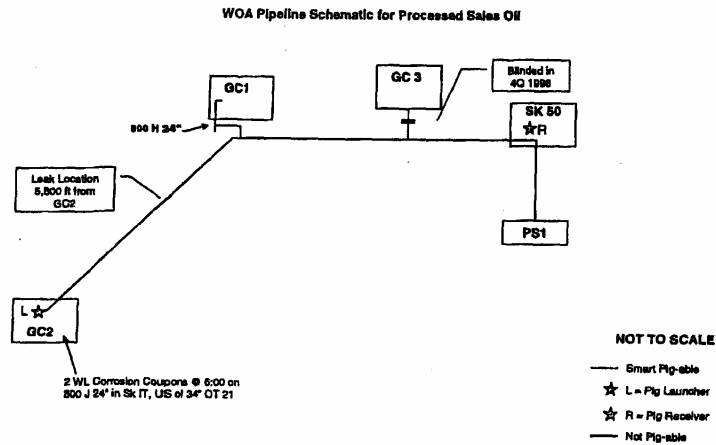 WOA Pipeline Schematic for Processed Sales Oil
GC1
GC 3
Blinded in
4Q 1998
SK 50
R
800 H 24"
Leak Location
5,800 ft from
GC2
PS1
L
GC2
2 WL Corrosion Coupons @ 6:00 on
800 J 24" in Sk IT, US of 34" OT 21
NOT TO SCALE
Smart Pig-able
L = Pig Launcher
R = Pig Receiver
Not Pig-able